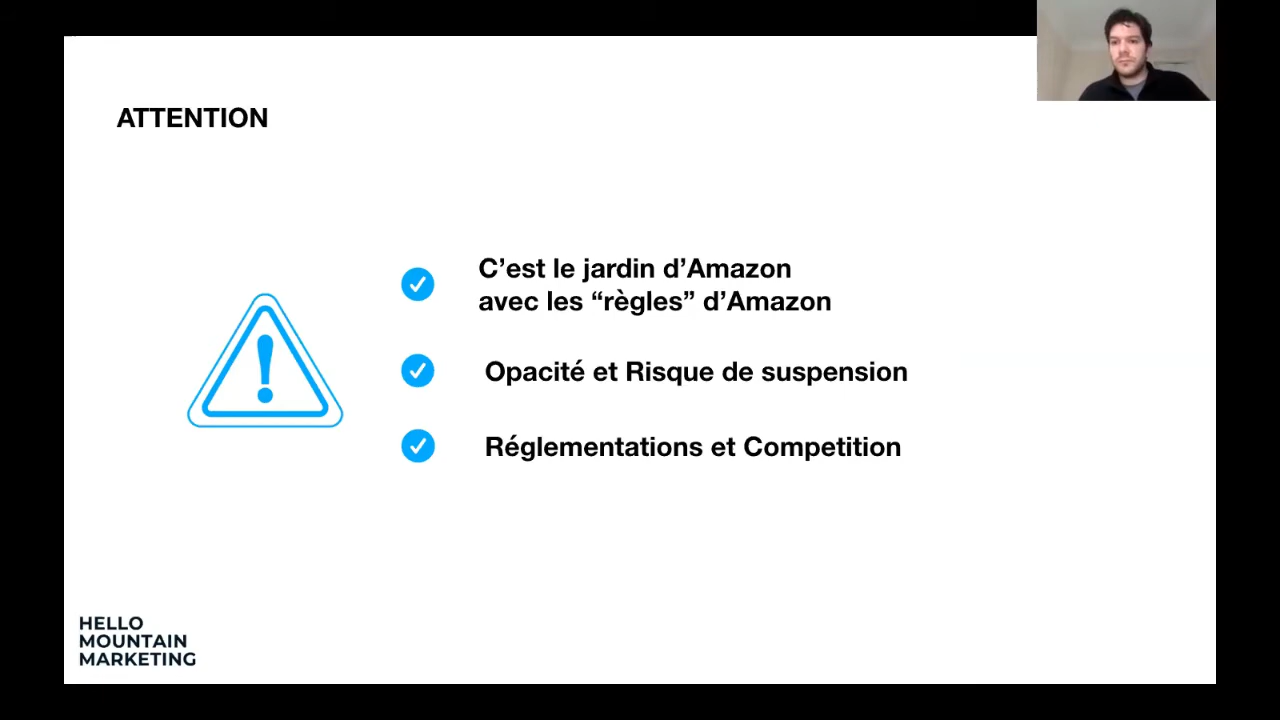 ATTENTION
C’est le jardin d’Amazon
avec les “règles” d’Amazon
Opacité et Risque de suspension
Réglementations et Competition
HELLO
MOUNTAIN
MARKETING